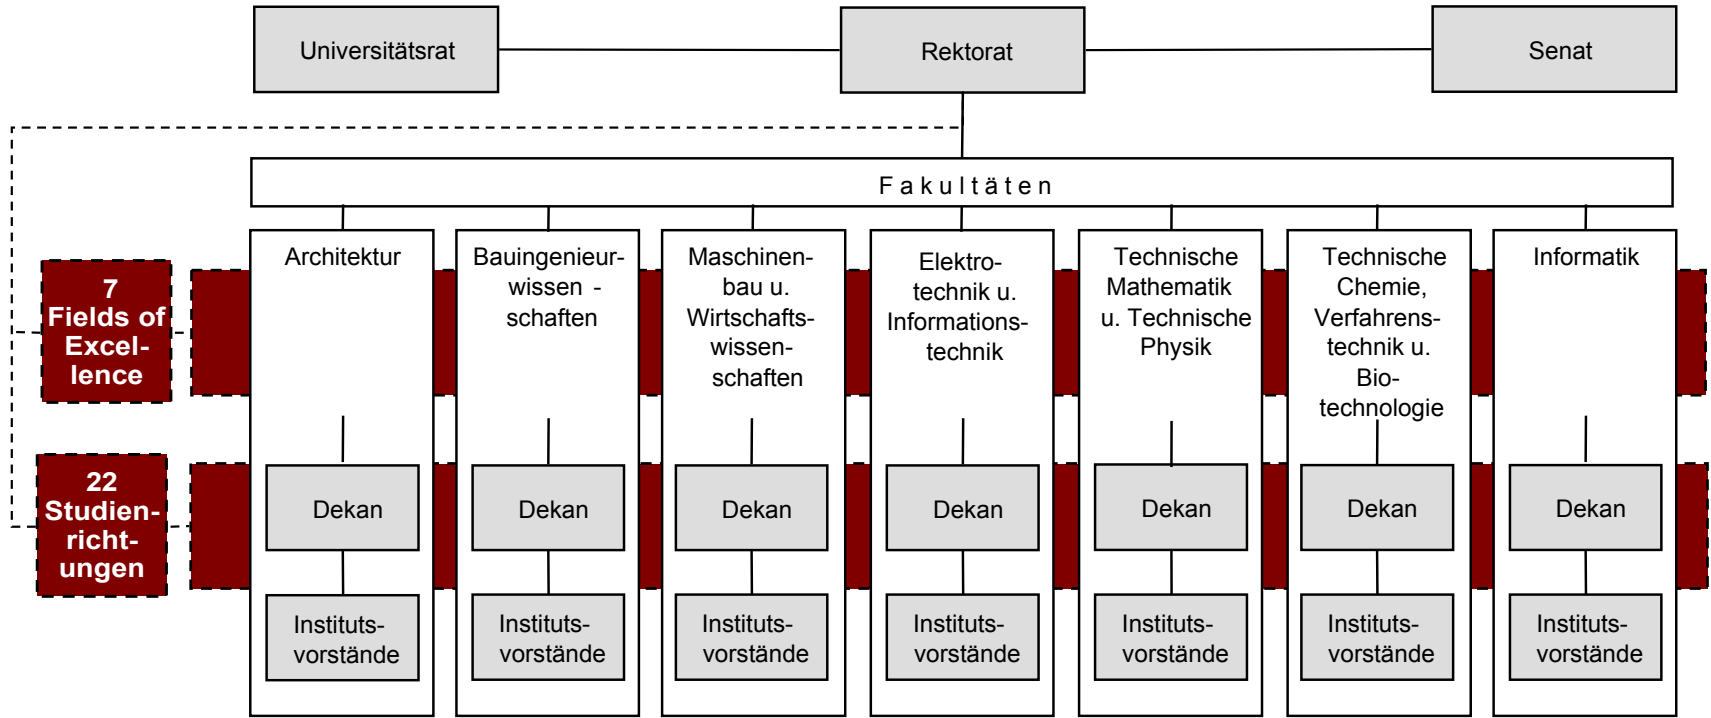 Universitätsrat
Rektorat
Senat
F a k u l t ä t e n
7
Fields of
Excel-
lence
22
Studien-
richt-
ungen
Architektur
Dekan
Instituts-
vorstände
Bauingenieur-
wissen -
schaften
Dekan
Instituts-
vorstände
Maschinen-
bau u.
Wirtschafts-
wissen-
schaften
Dekan
Instituts-
vorstände
Elektro-
technik u.
Informations-
technik
Dekan
Instituts-
vorstände
Technische
Mathematik
u. Technische
Physik
Dekan
Instituts-
vorstände
Technische
Chemie,
Verfahrens-
technik u.
Bio-
technologie
Dekan
Instituts-
vorstände
Informatik
Dekan
Instituts-
vorstände